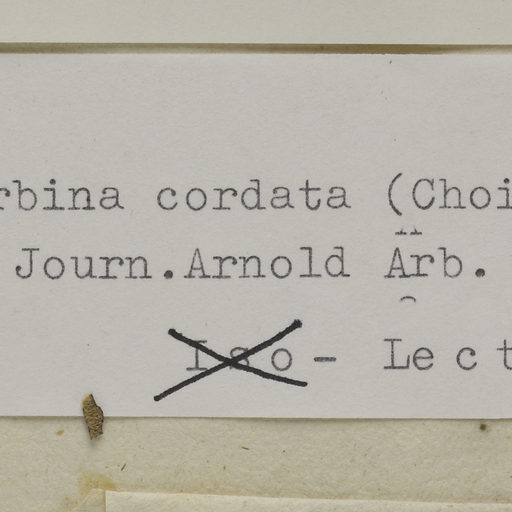 rbina cordata (Choi
Journ.Arnold Arb.
Iso- Lect